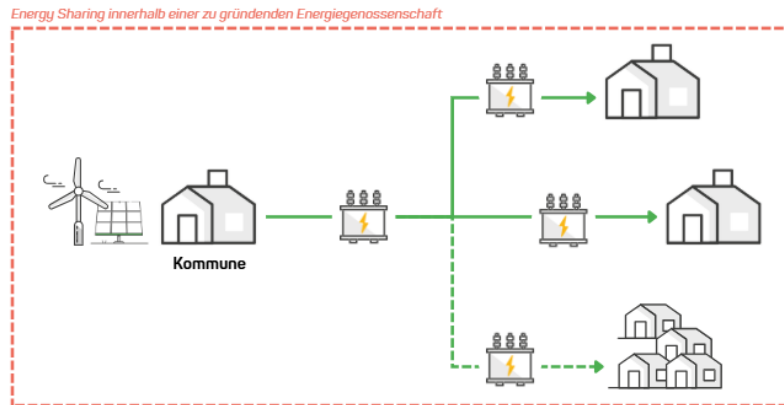 Energy Sharing innerhalb einer zu gründenden Energiegenossenschaft
Kommune